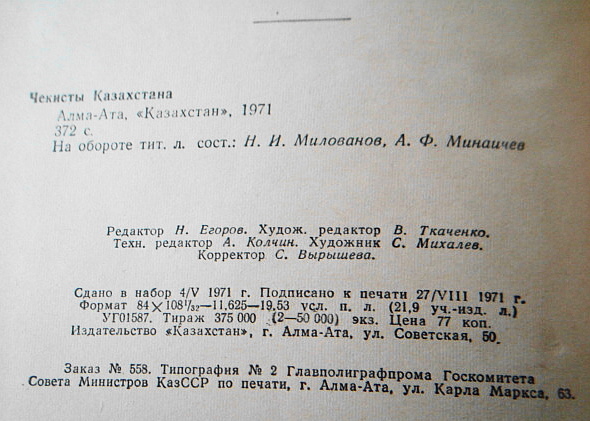 Чекисты Казахстана
Алма-Ата, «Казахстан», 1971
372 с.
На обороте тит. л. сост.: Н. И. Милованов, А. Ф. Минаичев
Редактор Н. Егоров. Худож. редактор В. Ткаченко.
Техн. редактор А. Колчин. Художник С. Михалев.
Корректор С. Вырышева.
Сдано в набор 4/V 1971 г. Подписано к печати 27/VIII 1971 г.
Формат 84×108¹/₃₂—11,625—19,53 усл. п. л. (21,9 уч.-изд. л.)
УГ01587. Тираж 375 000 (2—50 000) экз. Цена 77 коп.
Издательство «Казахстан», г. Алма-Ата, ул. Советская, 50.
Заказ № 558. Типография № 2 Главполиграфпрома Госкомитета
Совета Министров КазССР по печати, г. Алма-Ата, ул. Карла Маркса, 63.